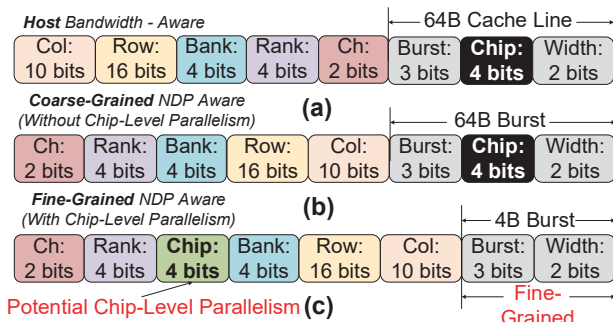 Host Bandwidth - Aware
64B Cache Line
Col: Row: Bank: Rank: Ch: Burst: Chip: Width:
10 bits 16 bits 4 bits 4 bits 2 bits 3 bits 4 bits 2 bits
(a)
Coarse-Grained NDP Aware
(Without Chip-Level Parallelism)
64B Burst
Ch: Rank: Bank: Row: Col: Burst: Chip: Width:
2 bits 4 bits 4 bits 16 bits 10 bits 3 bits 4 bits 2 bits
(b)
Fine-Grained NDP Aware
(With Chip-Level Parallelism)
4B Burst
Ch: Rank: Chip: Bank: Row: Col: Burst: Width:
2 bits 4 bits 4 bits 4 bits 16 bits 10 bits 3 bits 2 bits
Potential Chip-Level Parallelism (c)
Fine-
Grained